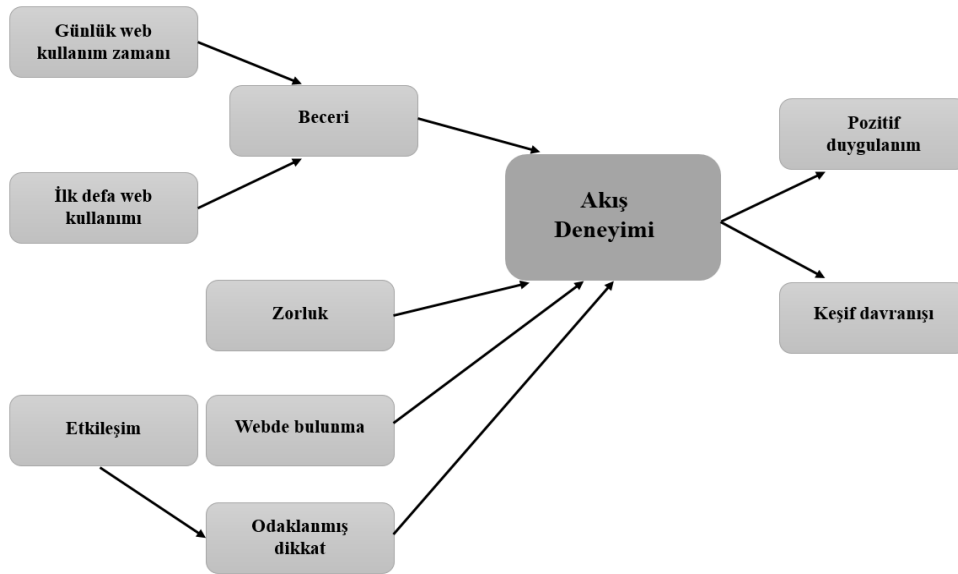 Günlük web
kullanım zamanı
Beceri
İlk defa web
kullanımı
Akış
Deneyimi
Pozitif
duygulanım
Keşif davranışı
Zorluk
Etkileşim
Webde bulunma
Odaklanmış
dikkat